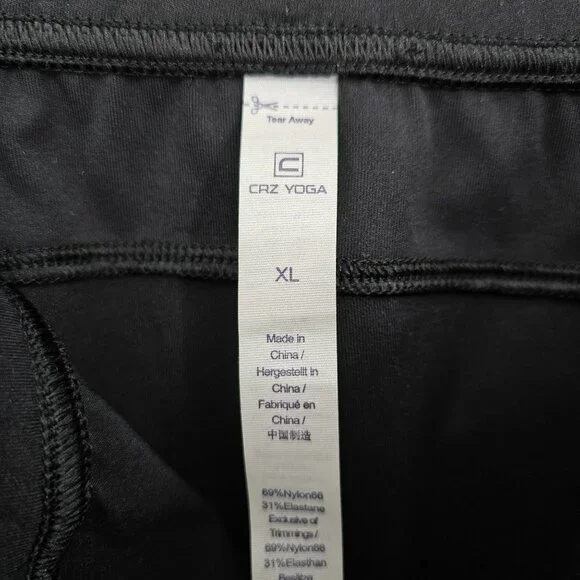 Tear Away
CRZ YOGA
XL
Made in
China /
Hergestellt in
China /
Fabriqué en
China /
中国制造
69%Nylon66
31%Elastane
Exclusive of
Trimmings /
69%Nylon66
31%Elasthan